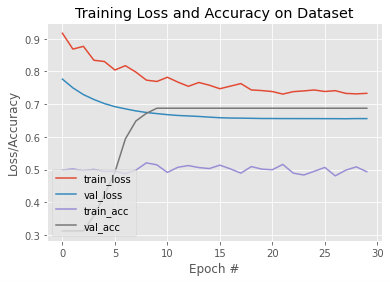 Training Loss and Accuracy on Dataset
Loss/Accuracy
0.9
0.8
0.7
0.6
0.5
0.4
0.3
train_loss
val_loss
train_acc
val_acc
0 5 10 15 20 25 30
Epoch #